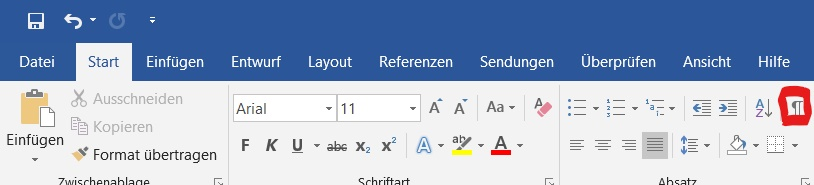 Datei Start Einfügen Entwurf Layout Referenzen Sendungen Überprüfen Ansicht Hilfe
Einfügen
Ausschneiden
Kopieren
Format übertragen
Zwischenablage
Arial 11 A A Aa A
F K U abc x₂ x² A ab A
Schriftart
A
Z
¶
Absatz